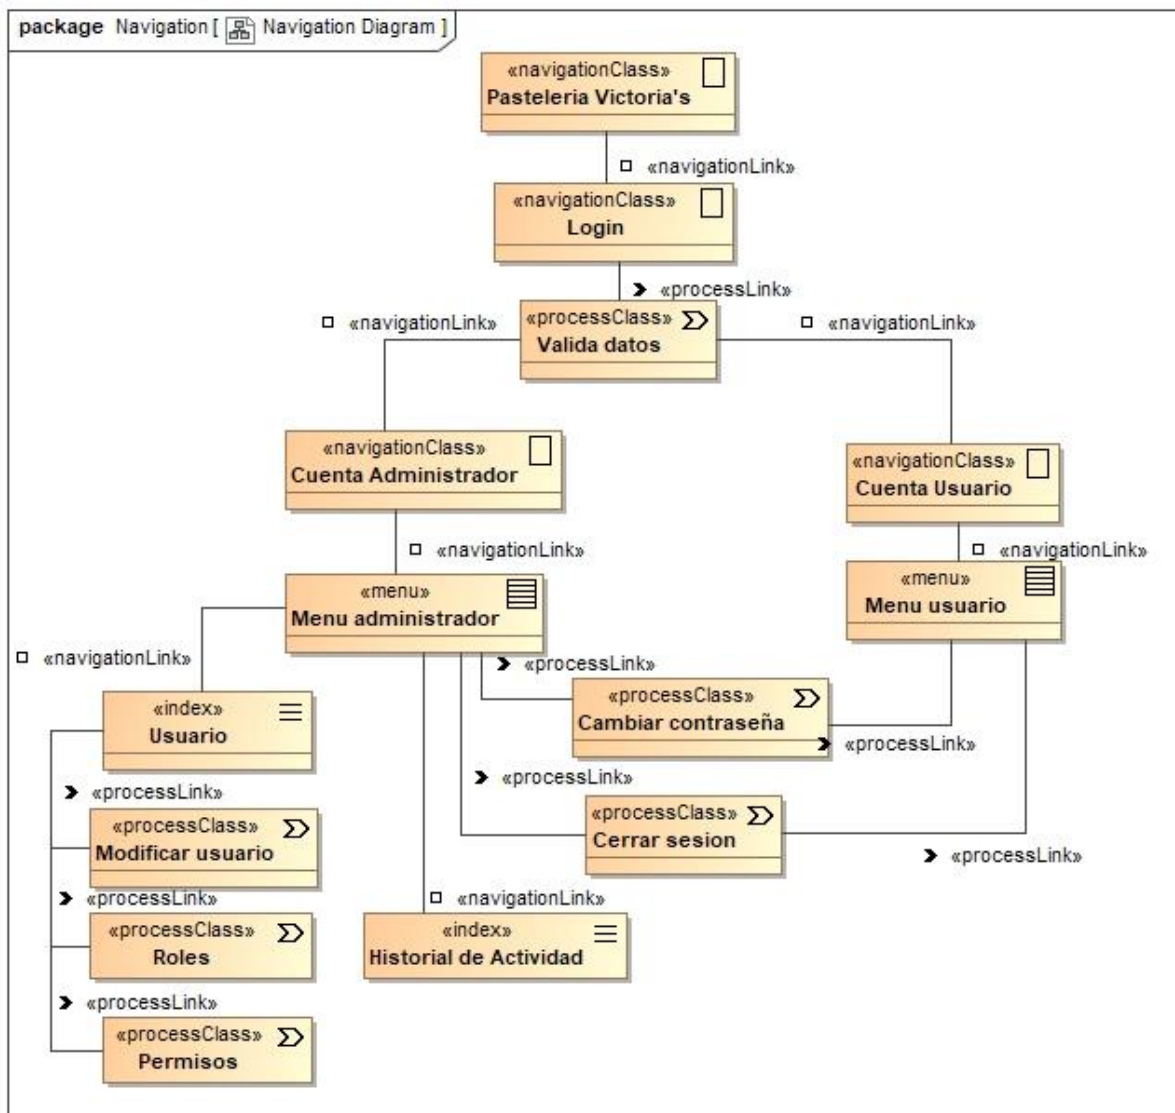 package Navigation [ Navigation Diagram ]
«navigationClass»
Pasteleria Victoria's
«navigationLink»
«navigationClass»
Login
«processLink»
«navigationLink»
«processClass»
Valida datos
«navigationLink»
«navigationClass»
Cuenta Administrador
«navigationClass»
Cuenta Usuario
«navigationLink»
«navigationLink»
«menu»
Menu administrador
«menu»
Menu usuario
«navigationLink»
«processLink»
«processClass»
Cambiar contraseña
«processLink»
«index»
Usuario
«processLink»
«processLink»
«processClass»
Cerrar sesion
«processLink»
«processClass»
Modificar usuario
«processLink»
«navigationLink»
«processClass»
Roles
«index»
Historial de Actividad
«processLink»
«processClass»
Permisos